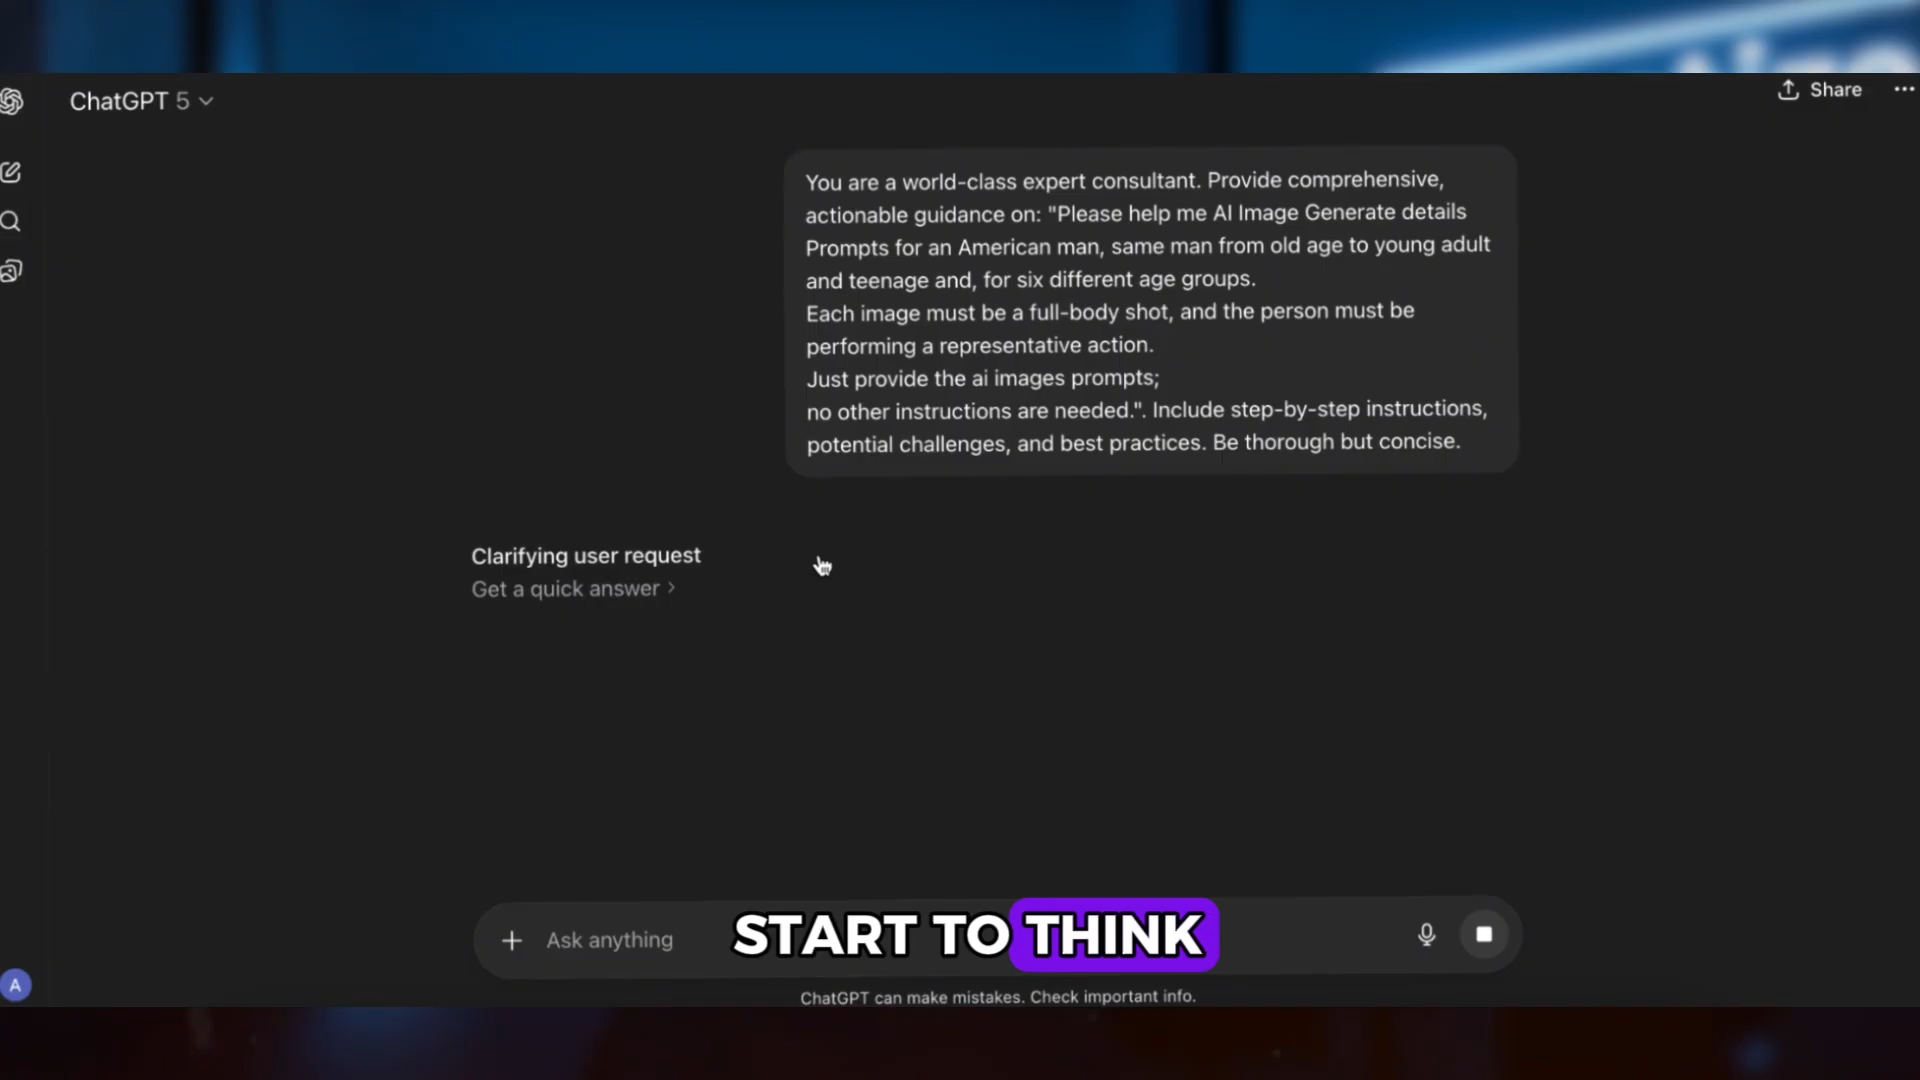 ChatGPT 5
Share
You are a world-class expert consultant. Provide comprehensive,
actionable guidance on: "Please help me AI Image Generate details
Prompts for an American man, same man from old age to young adult
and teenage and, for six different age groups.
Each image must be a full-body shot, and the person must be
performing a representative action.
Just provide the ai images prompts;
no other instructions are needed.". Include step-by-step instructions,
potential challenges, and best practices. Be thorough but concise.
Clarifying user request
Get a quick answer >
Ask anything
START TO THINK
A
ChatGPT can make mistakes. Check important info.